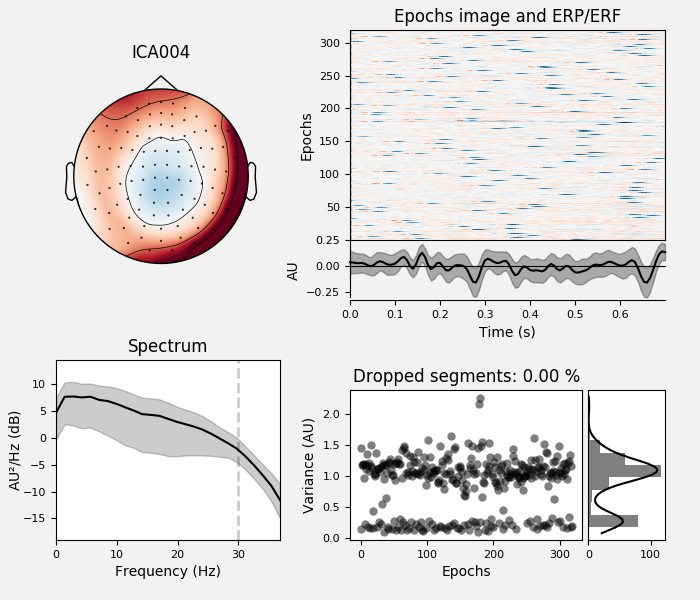 ICA004
Epochs image and ERP/ERF
Epochs
300
250
200
150
100
50
AU
0.25
0.00
−0.25
0.0 0.1 0.2 0.3 0.4 0.5 0.6
Time (s)
Spectrum
AU²/Hz (dB)
10
5
0
−5
−10
−15
0 10 20 30
Frequency (Hz)
Dropped segments: 0.00 %
Variance (AU)
2.0
1.5
1.0
0.5
0.0
0 100 200 300
Epochs
0 100